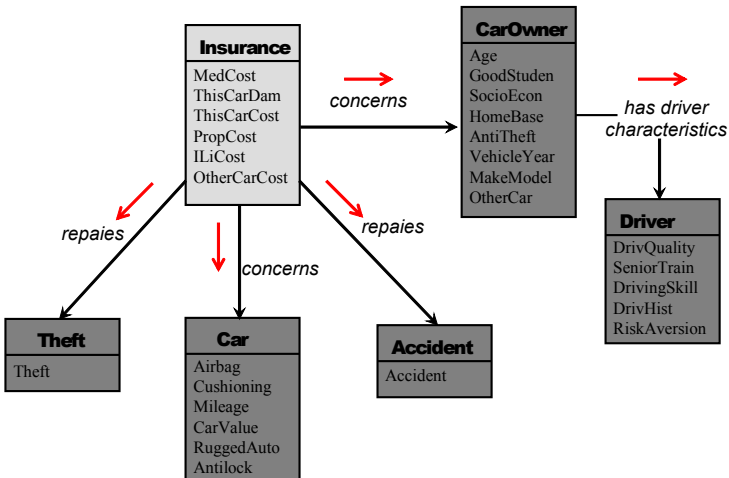 Insurance
MedCost
ThisCarDam
ThisCarCost
PropCost
ILiCost
OtherCarCost
concerns
CarOwner
Age
GoodStuden
SocioEcon
HomeBase
AntiTheft
VehicleYear
MakeModel
OtherCar
has driver
characteristics
Driver
DrivQuality
SeniorTrain
DrivingSkill
DrivHist
RiskAversion
repaies
concerns
repaies
Theft
Theft
Car
Airbag
Cushioning
Mileage
CarValue
RuggedAuto
Antilock
Accident
Accident